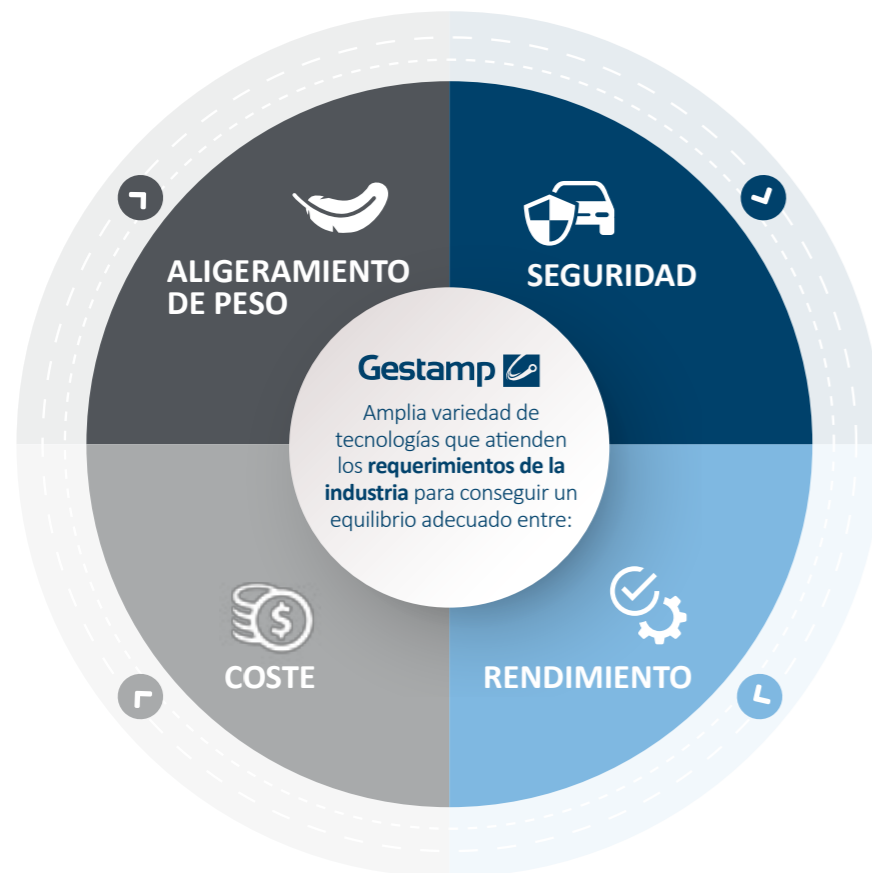 ALIGERAMIENTO
DE PESO
SEGURIDAD
Gestamp
Amplia variedad de
tecnologías que atienden
los requerimientos de la
industria para conseguir un
equilibrio adecuado entre:
$
COSTE
RENDIMIENTO